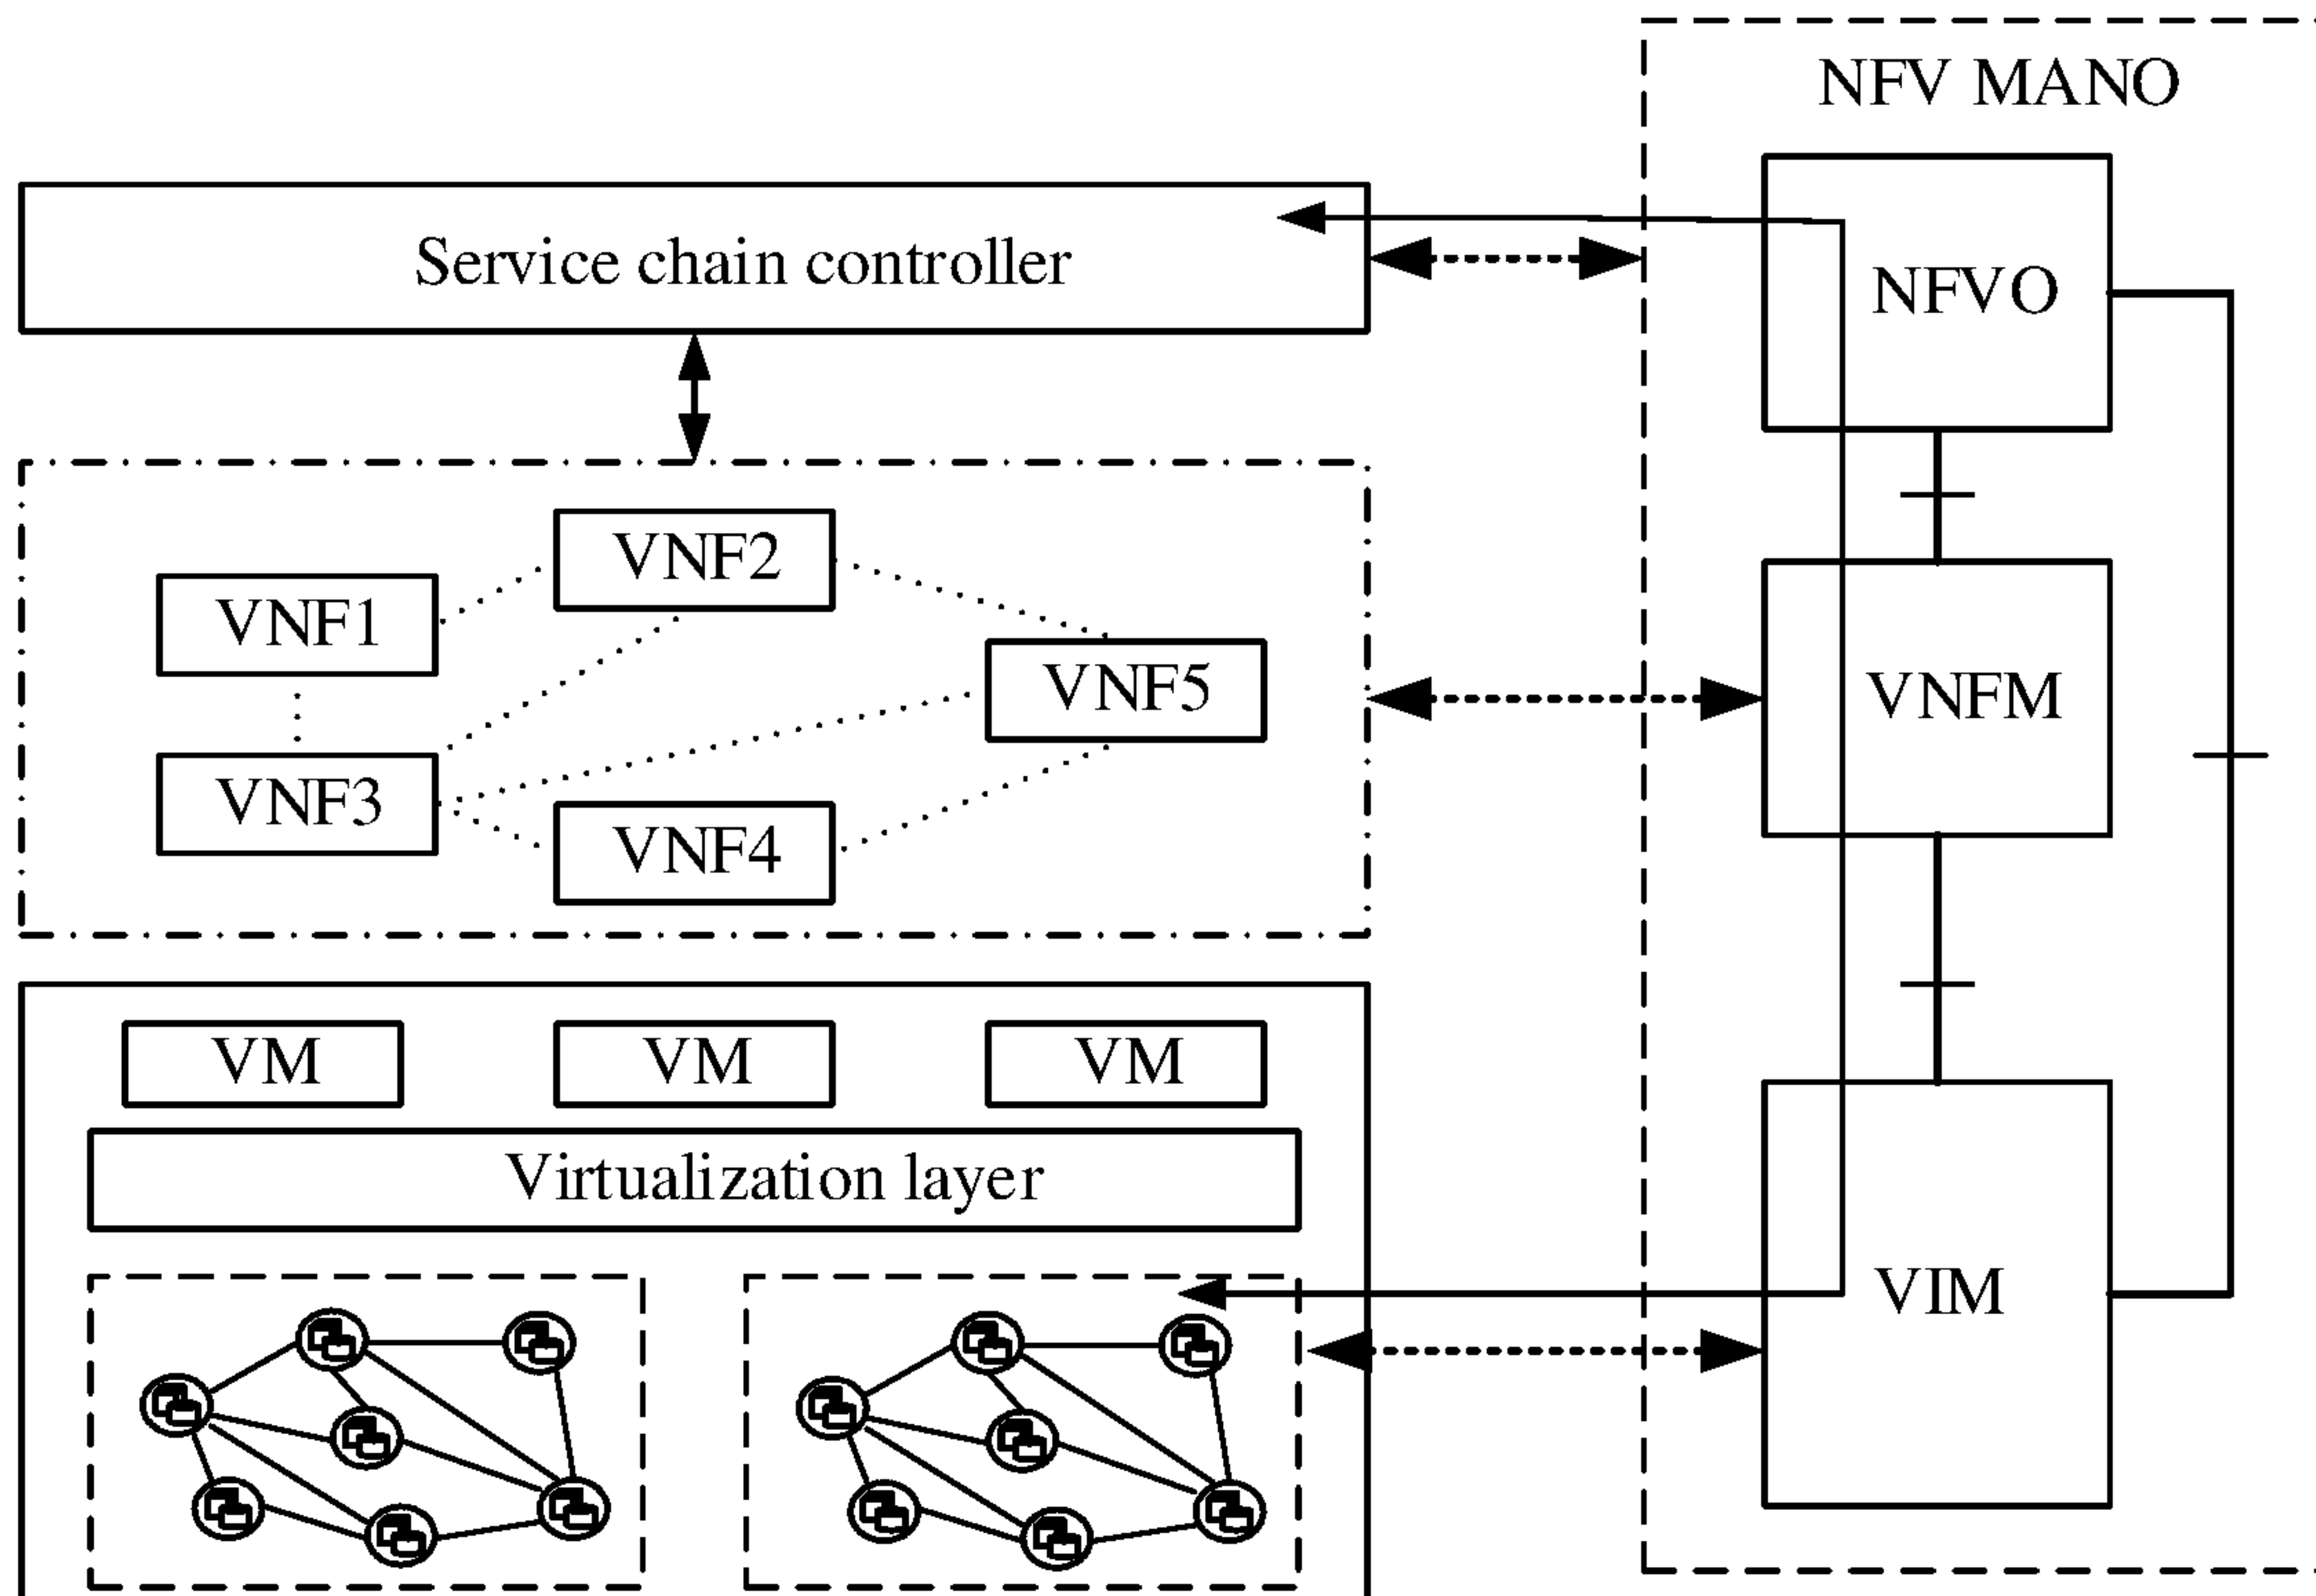 NFV MANO
Service chain controller
NFVO
VNF2
VNF1
VNF5
VNFM
VNF3
VNF4
VM
VM
VM
Virtualization layer
VIM